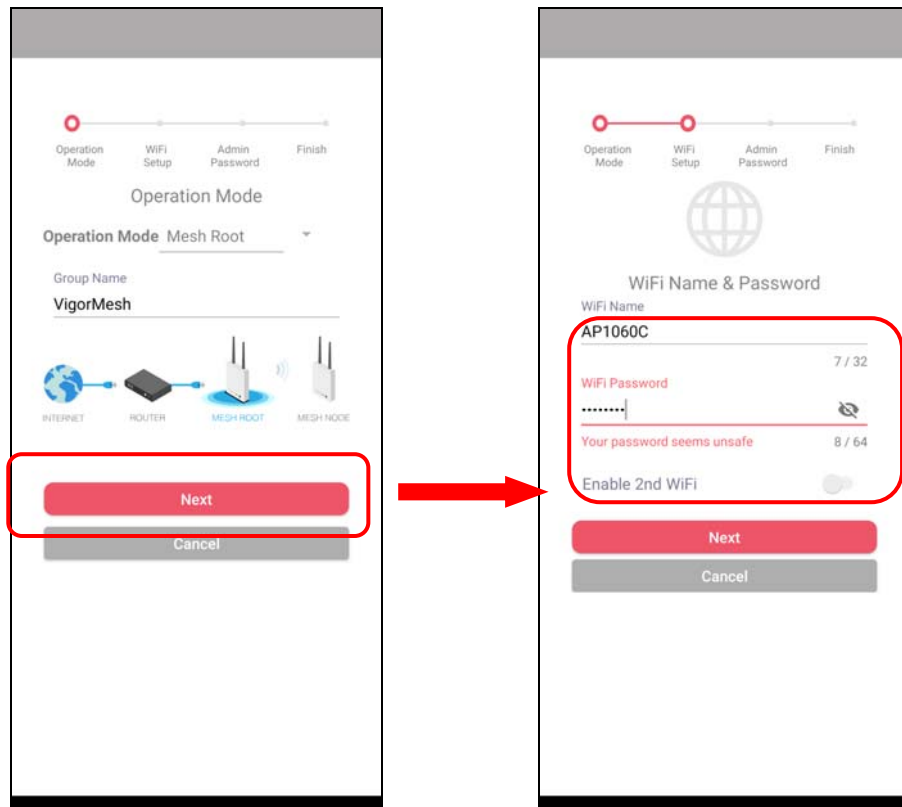 Operation Mode
WiFi Setup
Admin Password
Finish
Operation Mode
Operation Mode Mesh Root
Group Name
VigorMesh
INTERNET ROUTER MESH ROOT MESH NODE
Next
Cancel
Operation Mode
WiFi Setup
Admin Password
Finish
WiFi Name & Password
WiFi Name
AP1060C
7 / 32
WiFi Password
••••••••
Your password seems unsafe 8 / 64
Enable 2nd WiFi
Next
Cancel